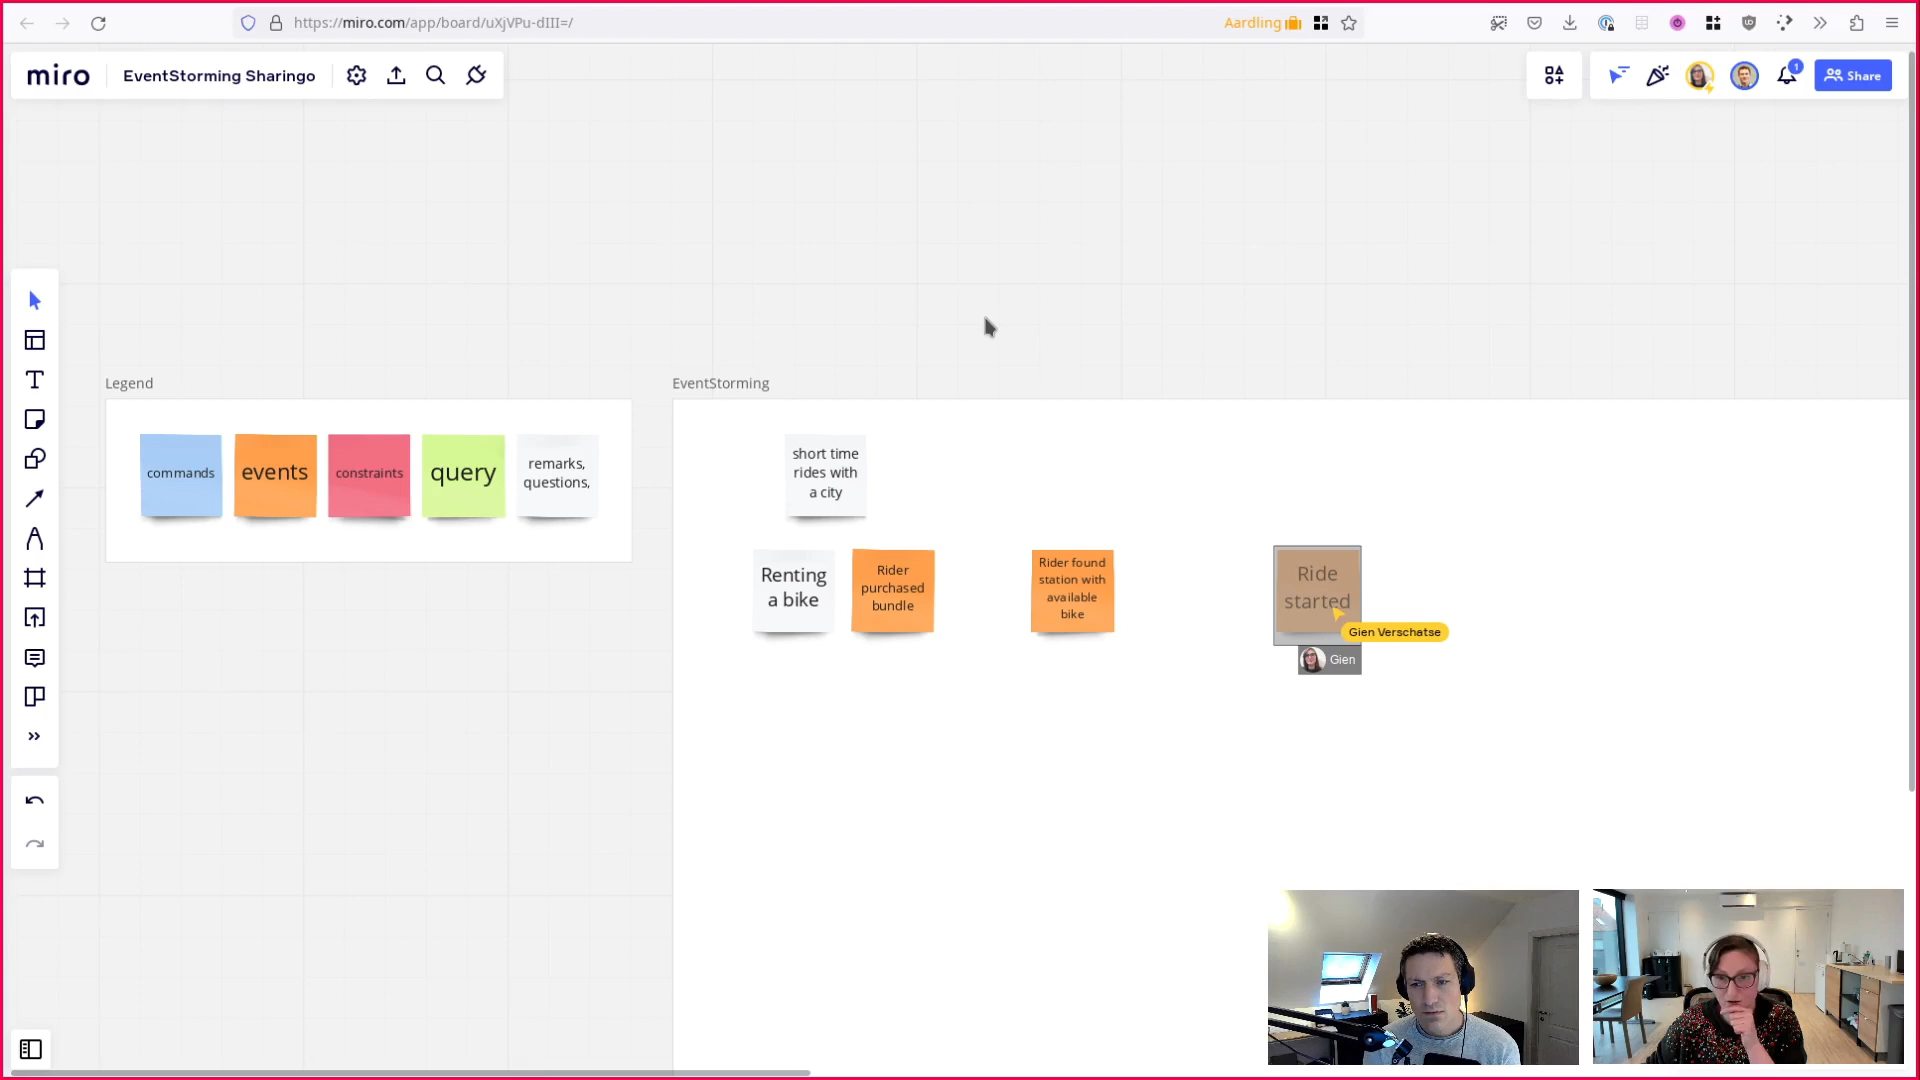 https://miro.com/app/board/uXjVPu-dIII=/
Aardling
miro
EventStorming Sharingo
1
Share
Legend
EventStorming
commands
events
constraints
query
remarks,
questions,
short time
rides with
a city
Renting
a bike
Rider
purchased
bundle
Rider found
station with
available
bike
Ride
started
Gien Verschatse
Gien